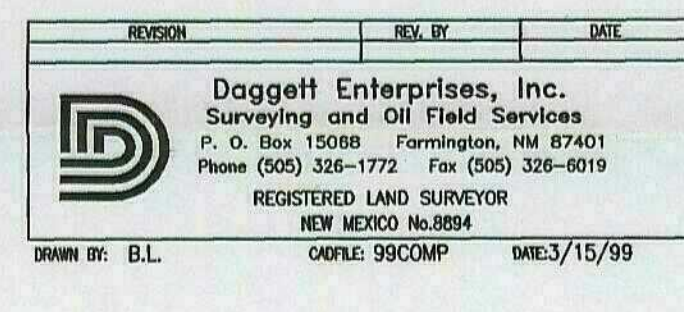 REVISION REV. BY DATE
Daggett Enterprises, Inc.
Surveying and Oil Field Services
P. O. Box 15068 Farmington, NM 87401
Phone (505) 326-1772 Fax (505) 326-6019
REGISTERED LAND SURVEYOR
NEW MEXICO No.8894
DRAWN BY: B.L. CADFILE: 99COMP DATE:3/15/99